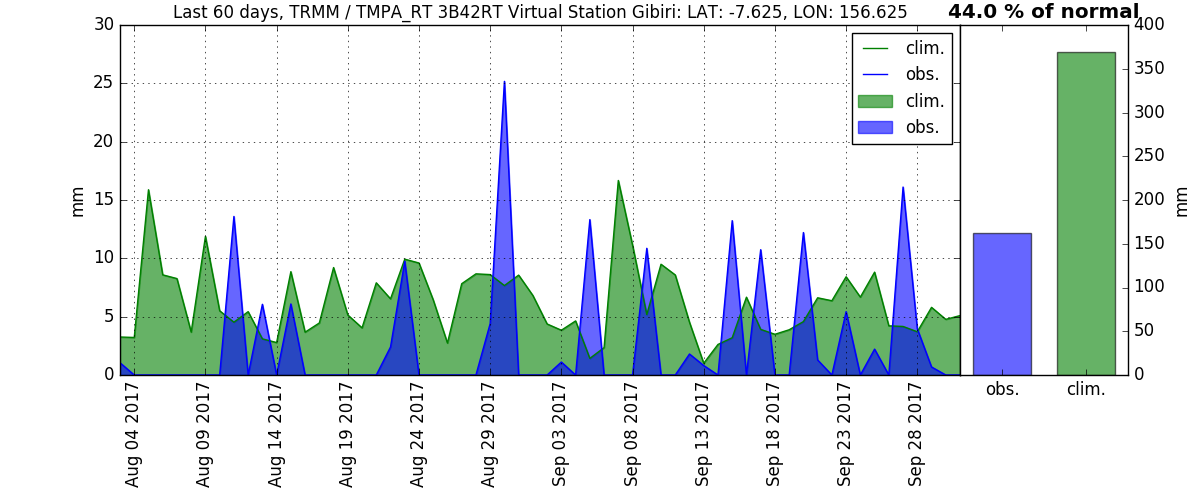 Last 60 days, TRMM / TMPA_RT 3B42RT Virtual Station Gibiri: LAT: -7.625, LON: 156.625
44.0 % of normal
mm
30
25
20
15
10
5
0
clim.
obs.
clim.
obs.
Aug 04 2017
Aug 09 2017
Aug 14 2017
Aug 19 2017
Aug 24 2017
Aug 29 2017
Sep 03 2017
Sep 08 2017
Sep 13 2017
Sep 18 2017
Sep 23 2017
Sep 28 2017
obs.
clim.
400
350
300
250
200
150
100
50
0
mm